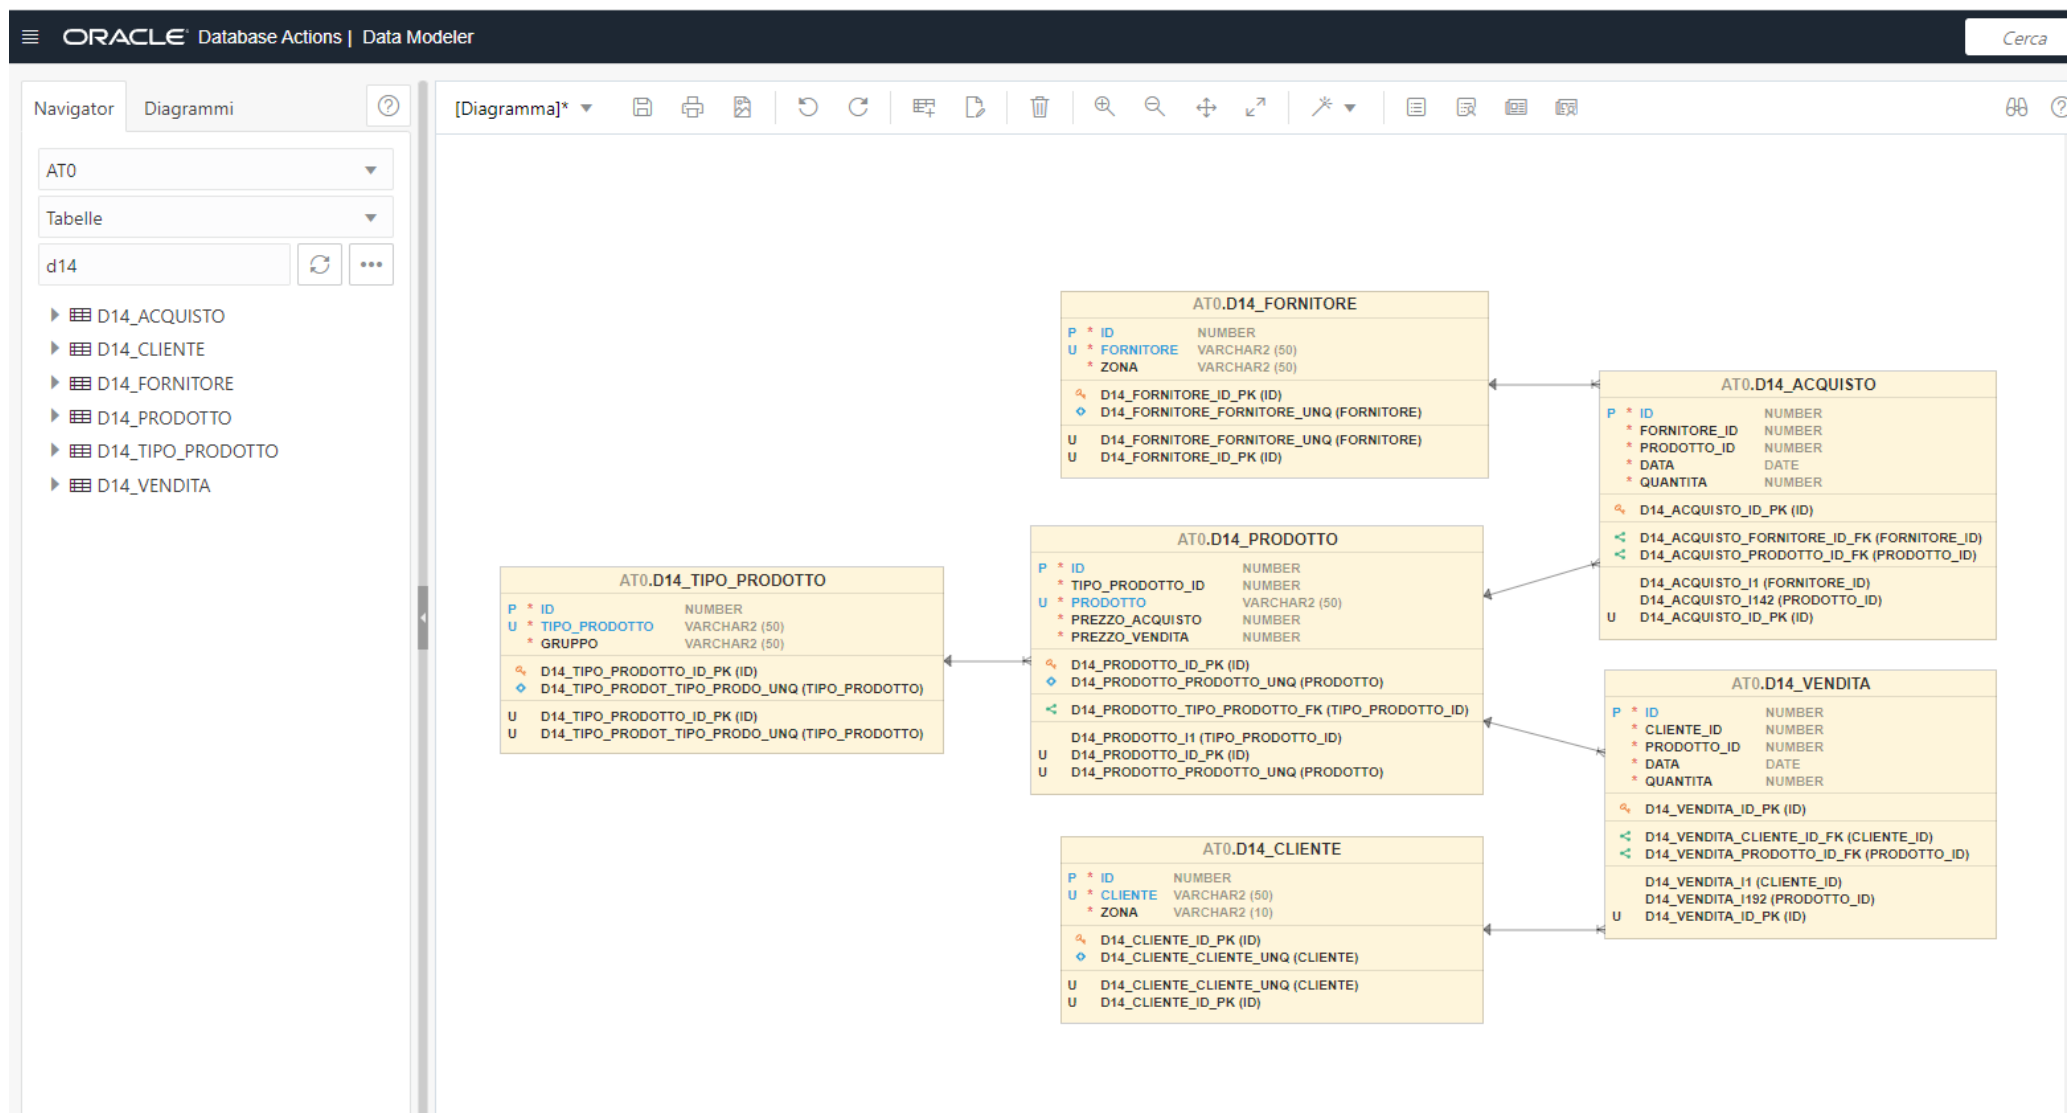 ORACLE Database Actions | Data Modeler
Cerca
Navigator
Diagrammi
[Diagramma]*
AT0
Tabelle
d14
D14_ACQUISTO
D14_CLIENTE
D14_FORNITORE
D14_PRODOTTO
D14_TIPO_PRODOTTO
D14_VENDITA
AT0.D14_TIPO_PRODOTTO
P * ID NUMBER
U * TIPO_PRODOTTO VARCHAR2 (50)
* GRUPPO VARCHAR2 (50)
D14_TIPO_PRODOTTO_ID_PK (ID)
D14_TIPO_PRODOT_TIPO_PRODO_UNQ (TIPO_PRODOTTO)
U D14_TIPO_PRODOTTO_ID_PK (ID)
U D14_TIPO_PRODOT_TIPO_PRODO_UNQ (TIPO_PRODOTTO)
AT0.D14_FORNITORE
P * ID NUMBER
U * FORNITORE VARCHAR2 (50)
* ZONA VARCHAR2 (50)
D14_FORNITORE_ID_PK (ID)
D14_FORNITORE_FORNITORE_UNQ (FORNITORE)
U D14_FORNITORE_FORNITORE_UNQ (FORNITORE)
U D14_FORNITORE_ID_PK (ID)
AT0.D14_PRODOTTO
P * ID NUMBER
* TIPO_PRODOTTO_ID NUMBER
U * PRODOTTO VARCHAR2 (50)
* PREZZO_ACQUISTO NUMBER
* PREZZO_VENDITA NUMBER
D14_PRODOTTO_ID_PK (ID)
D14_PRODOTTO_PRODOTTO_UNQ (PRODOTTO)
D14_PRODOTTO_TIPO_PRODOTTO_FK (TIPO_PRODOTTO_ID)
D14_PRODOTTO_I1 (TIPO_PRODOTTO_ID)
U D14_PRODOTTO_ID_PK (ID)
U D14_PRODOTTO_PRODOTTO_UNQ (PRODOTTO)
AT0.D14_CLIENTE
P * ID NUMBER
U * CLIENTE VARCHAR2 (50)
* ZONA VARCHAR2 (10)
D14_CLIENTE_ID_PK (ID)
D14_CLIENTE_CLIENTE_UNQ (CLIENTE)
U D14_CLIENTE_CLIENTE_UNQ (CLIENTE)
U D14_CLIENTE_ID_PK (ID)
AT0.D14_ACQUISTO
P * ID NUMBER
* FORNITORE_ID NUMBER
* PRODOTTO_ID NUMBER
* DATA DATE
* QUANTITA NUMBER
D14_ACQUISTO_ID_PK (ID)
D14_ACQUISTO_FORNITORE_ID_FK (FORNITORE_ID)
D14_ACQUISTO_PRODOTTO_ID_FK (PRODOTTO_ID)
D14_ACQUISTO_I1 (FORNITORE_ID)
D14_ACQUISTO_I142 (PRODOTTO_ID)
U D14_ACQUISTO_ID_PK (ID)
AT0.D14_VENDITA
P * ID NUMBER
* CLIENTE_ID NUMBER
* PRODOTTO_ID NUMBER
* DATA DATE
* QUANTITA NUMBER
D14_VENDITA_ID_PK (ID)
D14_VENDITA_CLIENTE_ID_FK (CLIENTE_ID)
D14_VENDITA_PRODOTTO_ID_FK (PRODOTTO_ID)
D14_VENDITA_I1 (CLIENTE_ID)
D14_VENDITA_I192 (PRODOTTO_ID)
U D14_VENDITA_ID_PK (ID)